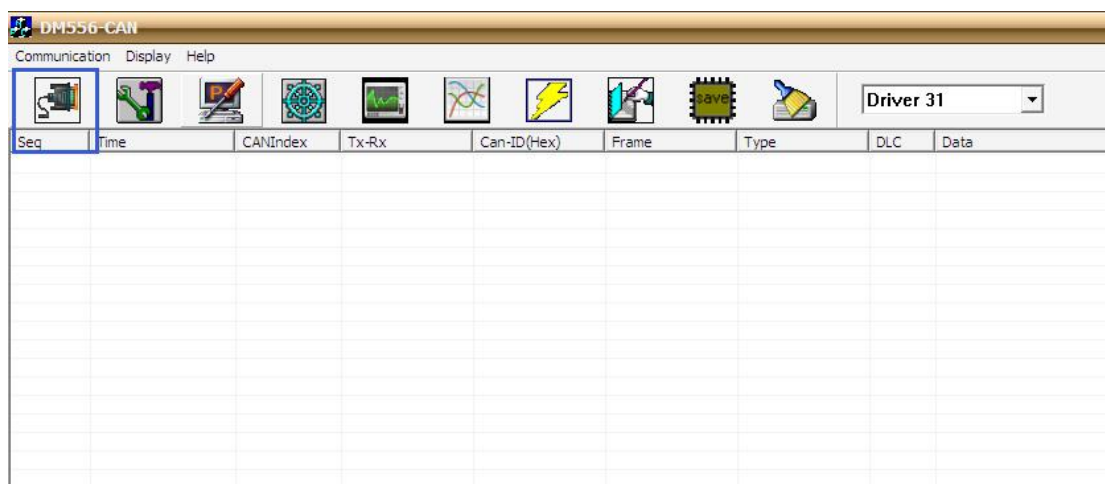 DM556-CAN
Communication Display Help
P
save
Driver 31
Seq Time CANIndex Tx-Rx Can-ID(Hex) Frame Type DLC Data